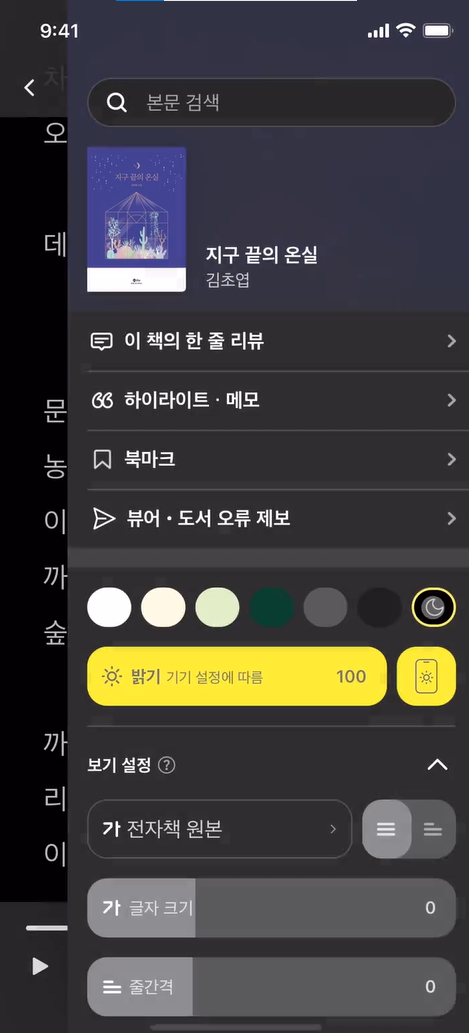 9:41
차
본문 검색
오
지구 끝의 온실
데
지구 끝의 온실
김초엽
이 책의 한 줄 리뷰
하이라이트 · 메모
문
북마크
농
뷰어 • 도서 오류 제보
이
까
숲
밝기 기기 설정에 따름 100
까
보기 설정 ?
리
가 전자책 원본
이
가 글자 크기 0
줄간격 0